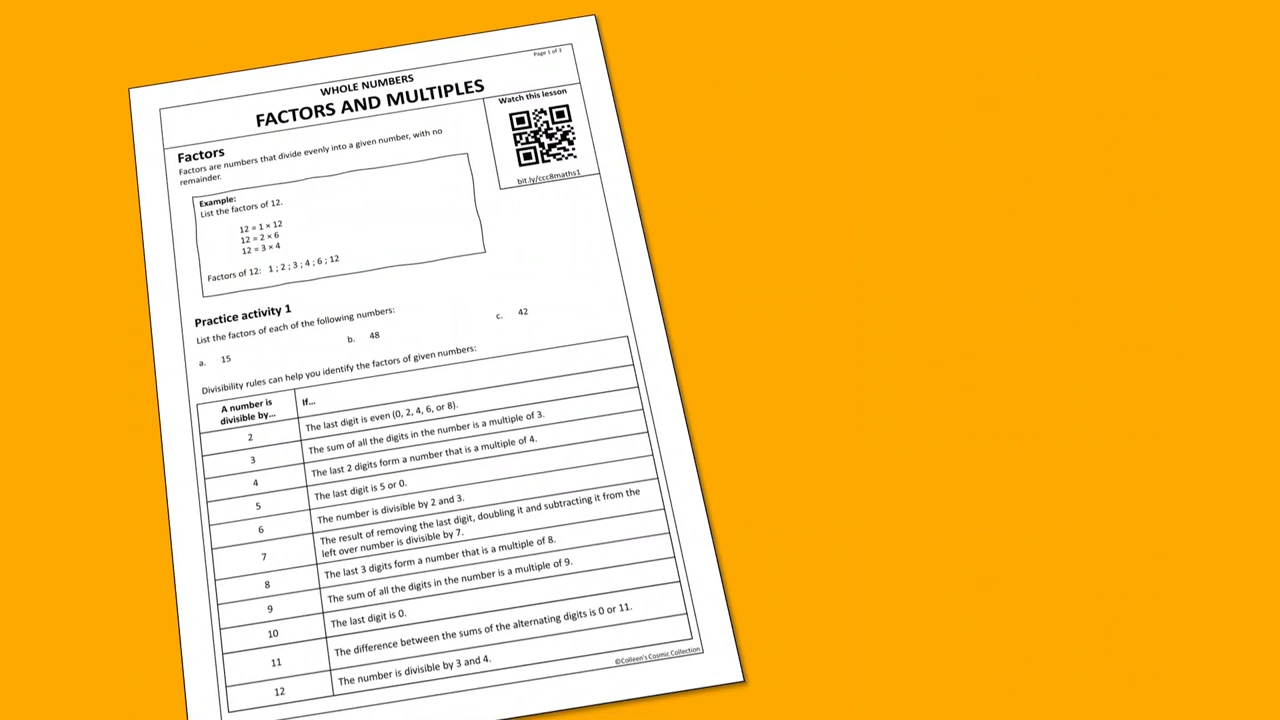 Page 1 of 3
WHOLE NUMBERS
FACTORS AND MULTIPLES
Watch this lesson
bit.ly/ccc8maths1
Factors
Factors are numbers that divide evenly into a given number, with no
remainder.
Example:
List the factors of 12.
12 = 1 × 12
12 = 2 × 6
12 = 3 × 4
Factors of 12: 1 ; 2 ; 3 ; 4 ; 6 ; 12
Practice activity 1
List the factors of each of the following numbers:
a. 15 b. 48 c. 42
Divisibility rules can help you identify the factors of given numbers:
A number is
divisible by...
If...
2 The last digit is even (0, 2, 4, 6, or 8).
3 The sum of all the digits in the number is a multiple of 3.
4 The last 2 digits form a number that is a multiple of 4.
5 The last digit is 5 or 0.
6 The number is divisible by 2 and 3.
7 The result of removing the last digit, doubling it and subtracting it from the
left over number is divisible by 7.
8 The last 3 digits form a number that is a multiple of 8.
9 The sum of all the digits in the number is a multiple of 9.
10 The last digit is 0.
11 The difference between the sums of the alternating digits is 0 or 11.
12 The number is divisible by 3 and 4.
©Colleen's Cosmic Collection